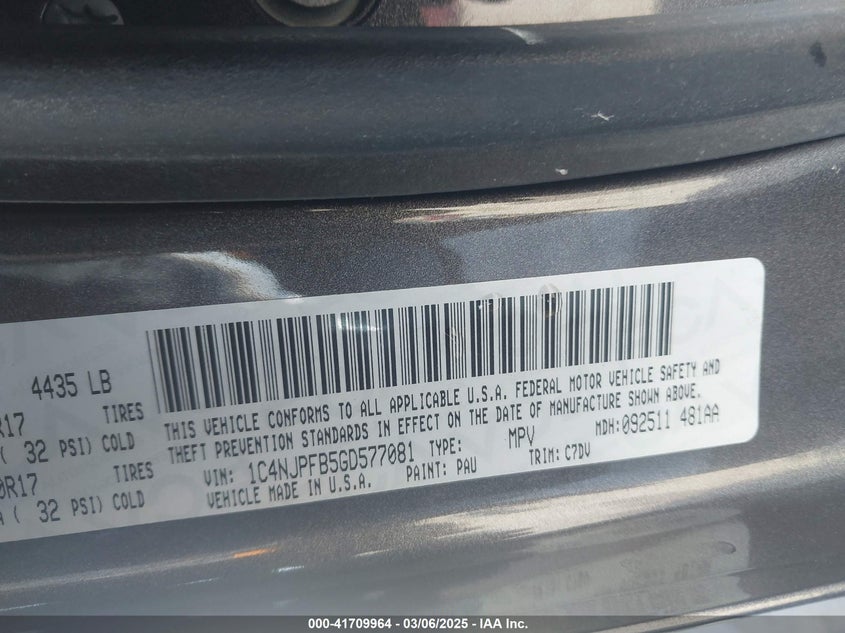 4435 LB
R17 TIRES
( 32 PSI) COLD
0R17 TIRES
( 32 PSI) COLD
THIS VEHICLE CONFORMS TO ALL APPLICABLE U.S.A. FEDERAL MOTOR VEHICLE SAFETY AND
THEFT PREVENTION STANDARDS IN EFFECT ON THE DATE OF MANUFACTURE SHOWN ABOVE.
VIN: 1C4NJPFB5GD577081 TYPE: MPV MDH: 092511 481AA
VEHICLE MADE IN U.S.A. PAINT: PAU TRIM: C7DV
000-41709964 | 03/06/2025 - IAA Inc.